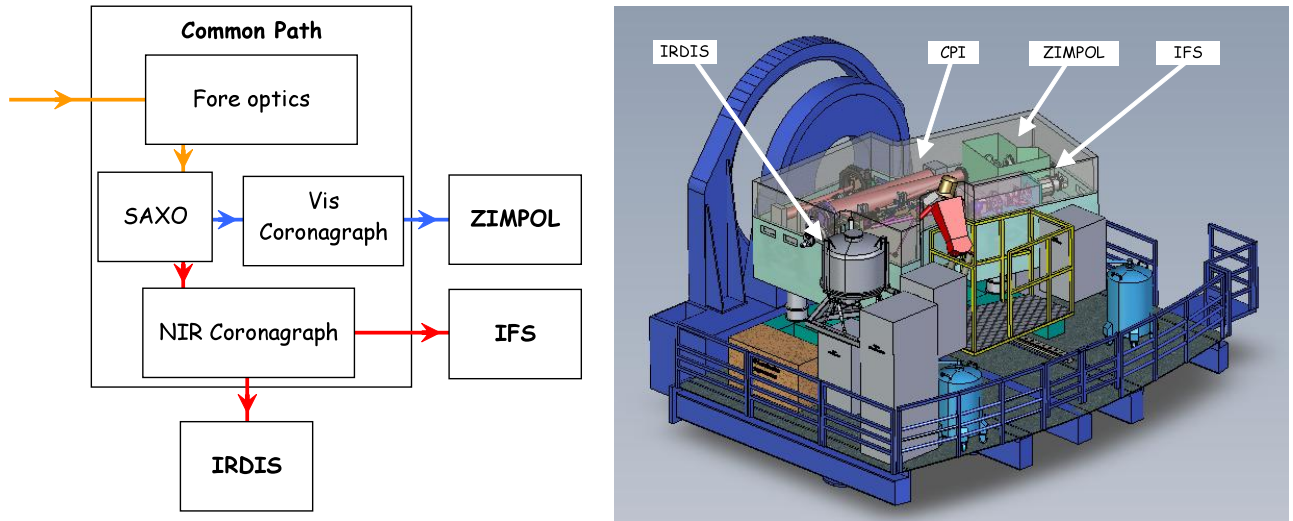 Common Path
Fore optics
SAXO
Vis
Coronagraph
ZIMPOL
NIR Coronagraph
IFS
IRDIS
IRDIS
CPI
ZIMPOL
IFS